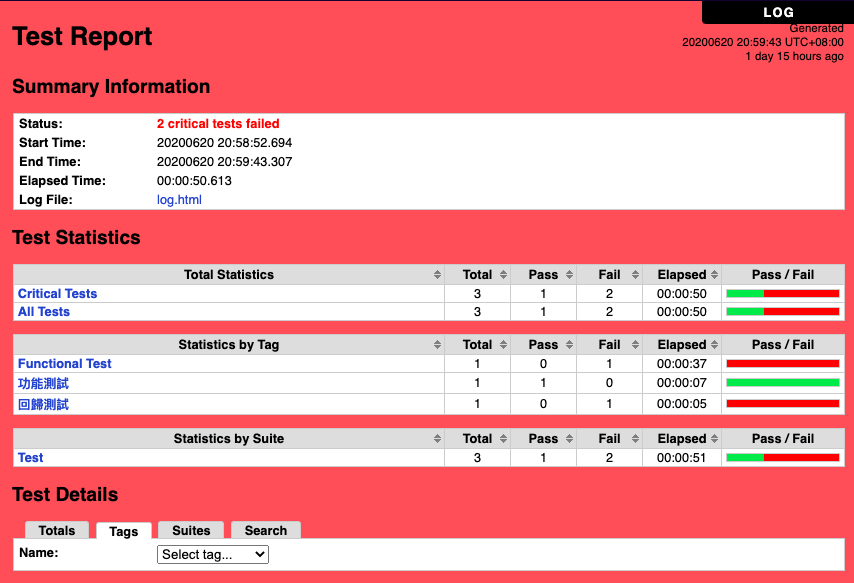 LOG
Test Report
Generated
20200620 20:59:43 UTC+08:00
1 day 15 hours ago
Summary Information
Status: 2 critical tests failed
Start Time: 20200620 20:58:52.694
End Time: 20200620 20:59:43.307
Elapsed Time: 00:00:50.613
Log File: log.html
Test Statistics
Total Statistics Total Pass Fail Elapsed Pass / Fail
Critical Tests 3 1 2 00:00:50
All Tests 3 1 2 00:00:50
Statistics by Tag Total Pass Fail Elapsed Pass / Fail
Functional Test 1 0 1 00:00:37
功能測試 1 1 0 00:00:07
回歸測試 1 0 1 00:00:05
Statistics by Suite Total Pass Fail Elapsed Pass / Fail
Test 3 1 2 00:00:51
Test Details
Totals Tags Suites Search
Name: Select tag...